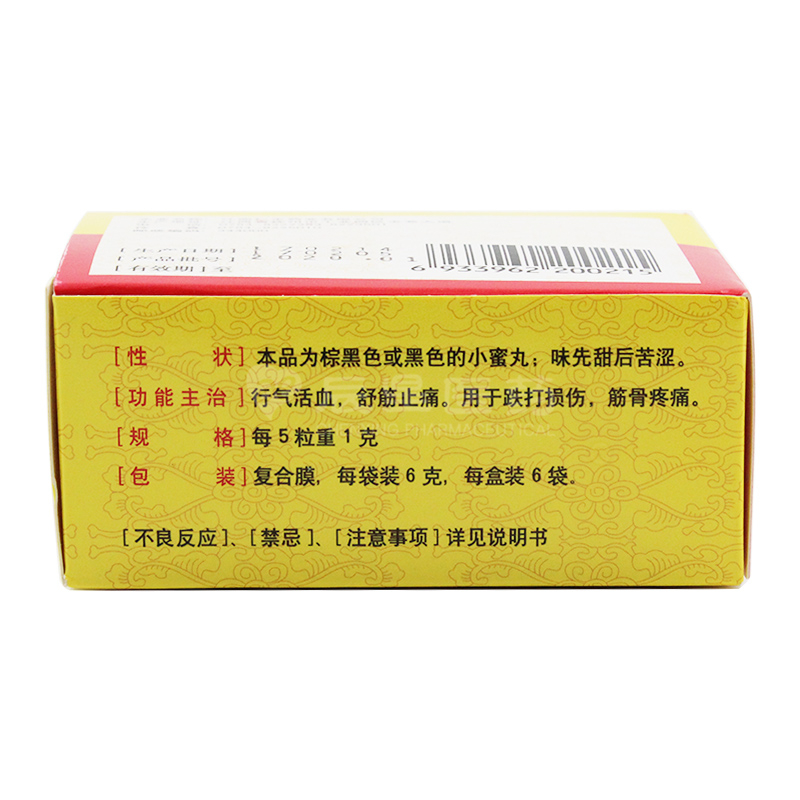 [生产日期]
[产品批号]
[有效期]至
6 933962 200215
[性 状] 本品为棕黑色或黑色的小蜜丸；味先甜后苦涩。
[功能主治] 行气活血，舒筋止痛。用于跌打损伤，筋骨疼痛。
[规 格] 每5粒重1克
[包 装] 复合膜，每袋装6克，每盒装6袋。
[不良反应]、[禁忌]、[注意事项]详见说明书